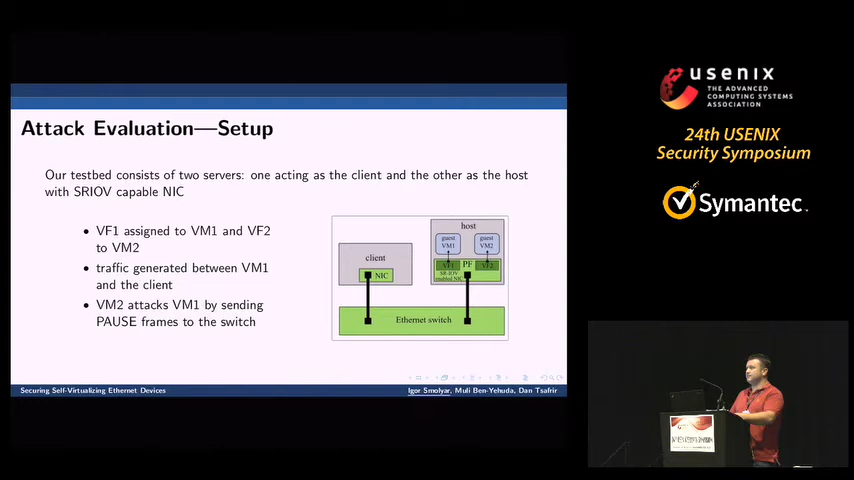 Attack Evaluation—Setup
Our testbed consists of two servers: one acting as the client and the other as the host
with SRIOV capable NIC
• VF1 assigned to VM1 and VF2
to VM2
• traffic generated between VM1
and the client
• VM2 attacks VM1 by sending
PAUSE frames to the switch
host
guest
VM1
guest
VM2
client
NIC
VF1
PF
VF2
SR-IOV
enabled NIC
Ethernet switch
Securing Self-Virtualizing Ethernet Devices
Igor Smolyar, Muli Ben-Yehuda, Dan Tsafrir
usenix
THE ADVANCED
COMPUTING SYSTEMS
ASSOCIATION
24th USENIX
Security Symposium
Symantec.